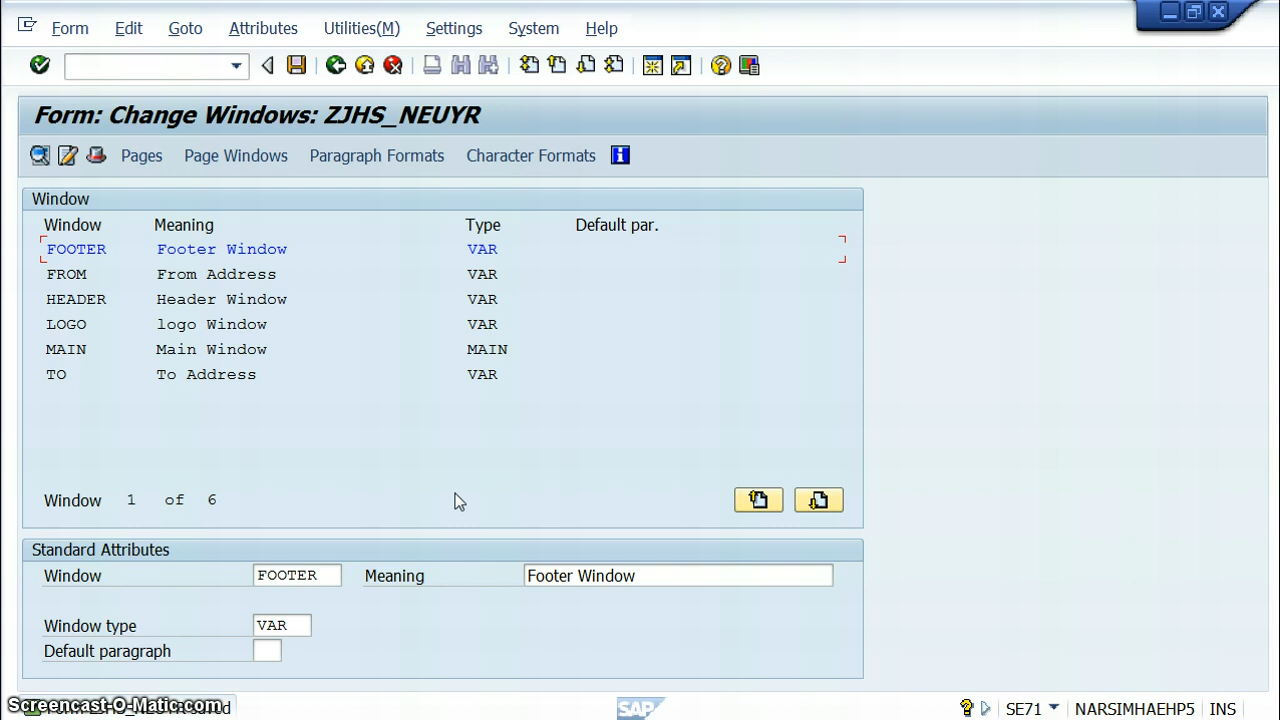 Form Edit Goto Attributes Utilities(M) Settings System Help
Form: Change Windows: ZJHS_NEUYR
Pages Page Windows Paragraph Formats Character Formats
Window
Window Meaning Type Default par.
FOOTER Footer Window VAR
FROM From Address VAR
HEADER Header Window VAR
LOGO logo Window VAR
MAIN Main Window MAIN
TO To Address VAR
Window 1 of 6
Standard Attributes
Window FOOTER Meaning Footer Window
Window type VAR
Default paragraph
Screencast-O-Matic.com
SAP SE71 NARSIMHAEHP5 INS